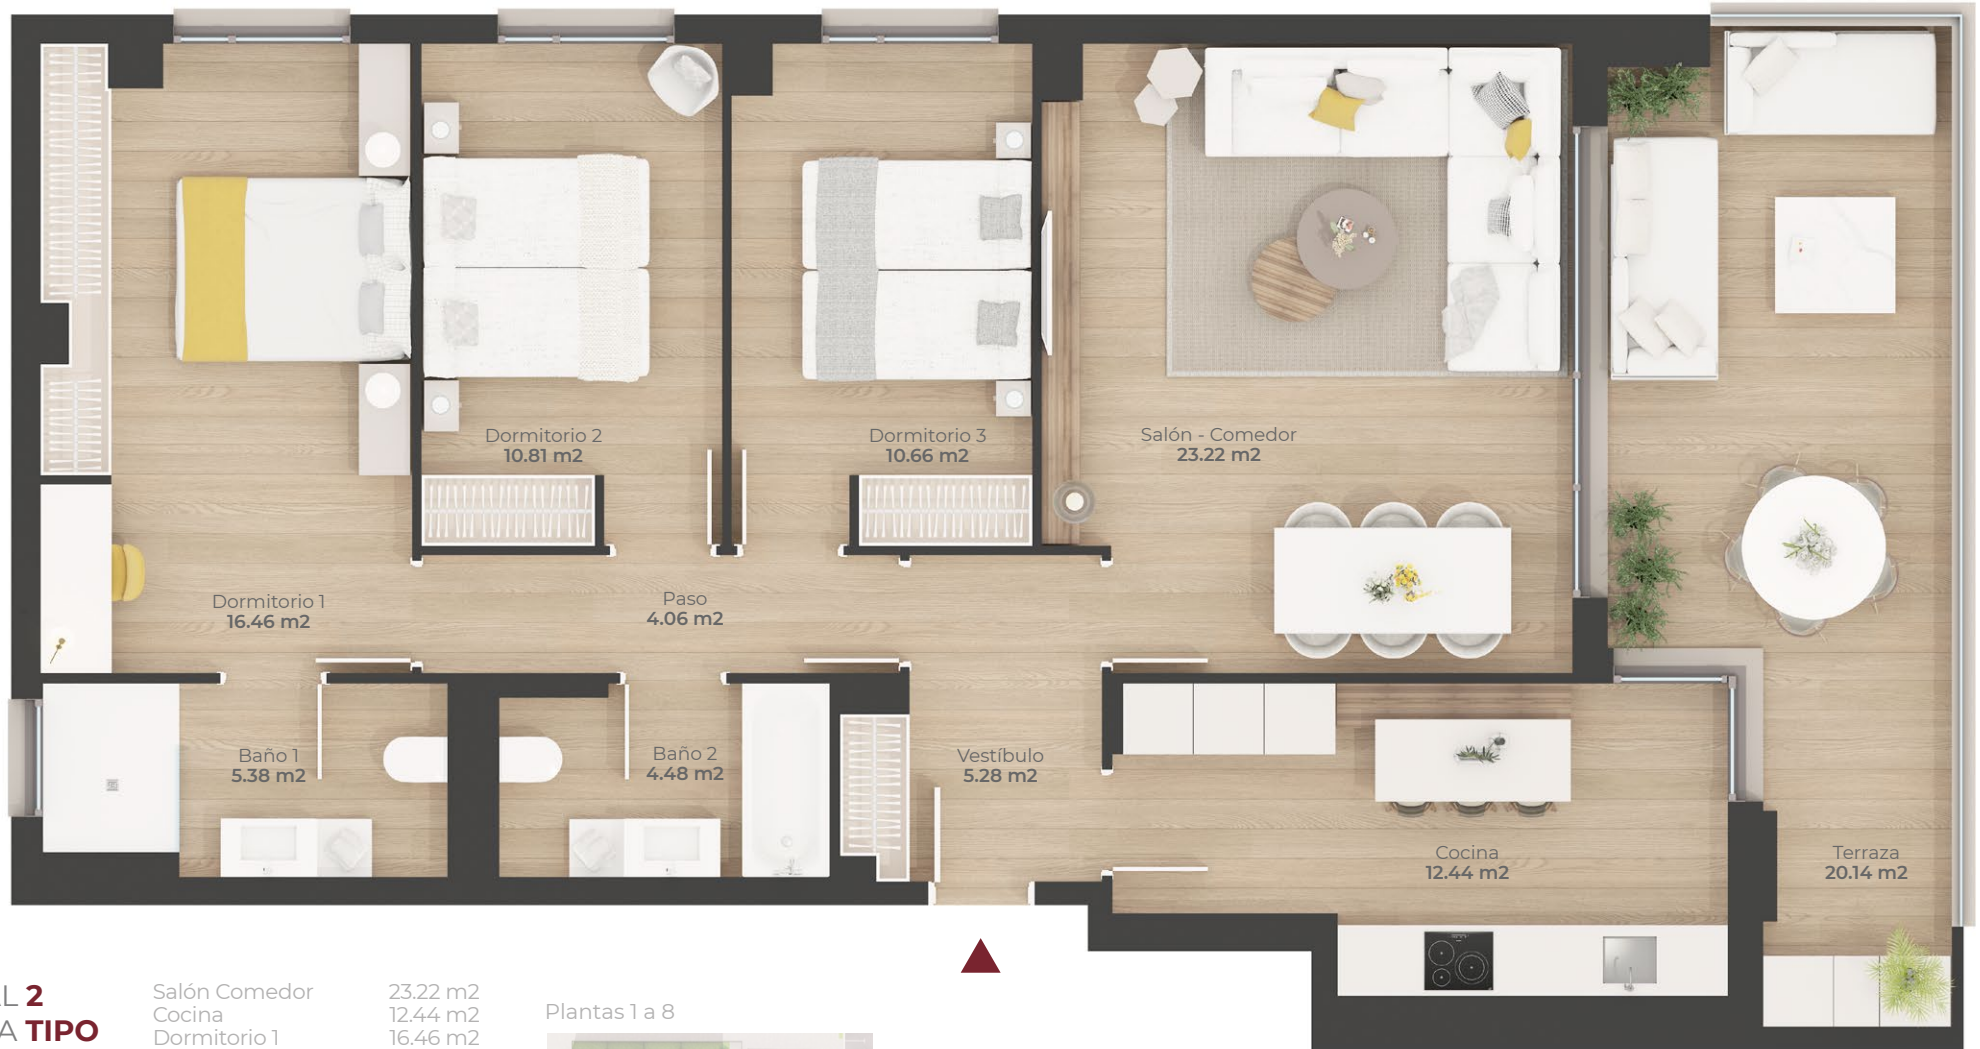 Dormitorio 2
10.81 m2
Dormitorio 3
10.66 m2
Salón - Comedor
23.22 m2
Dormitorio 1
16.46 m2
Paso
4.06 m2
Baño 1
5.38 m2
Baño 2
4.48 m2
Vestíbulo
5.28 m2
Cocina
12.44 m2
Terraza
20.14 m2
L 2
A TIPO
Salón Comedor 23.22 m2
Cocina 12.44 m2
Dormitorio 1 16.46 m2
Plantas 1 a 8